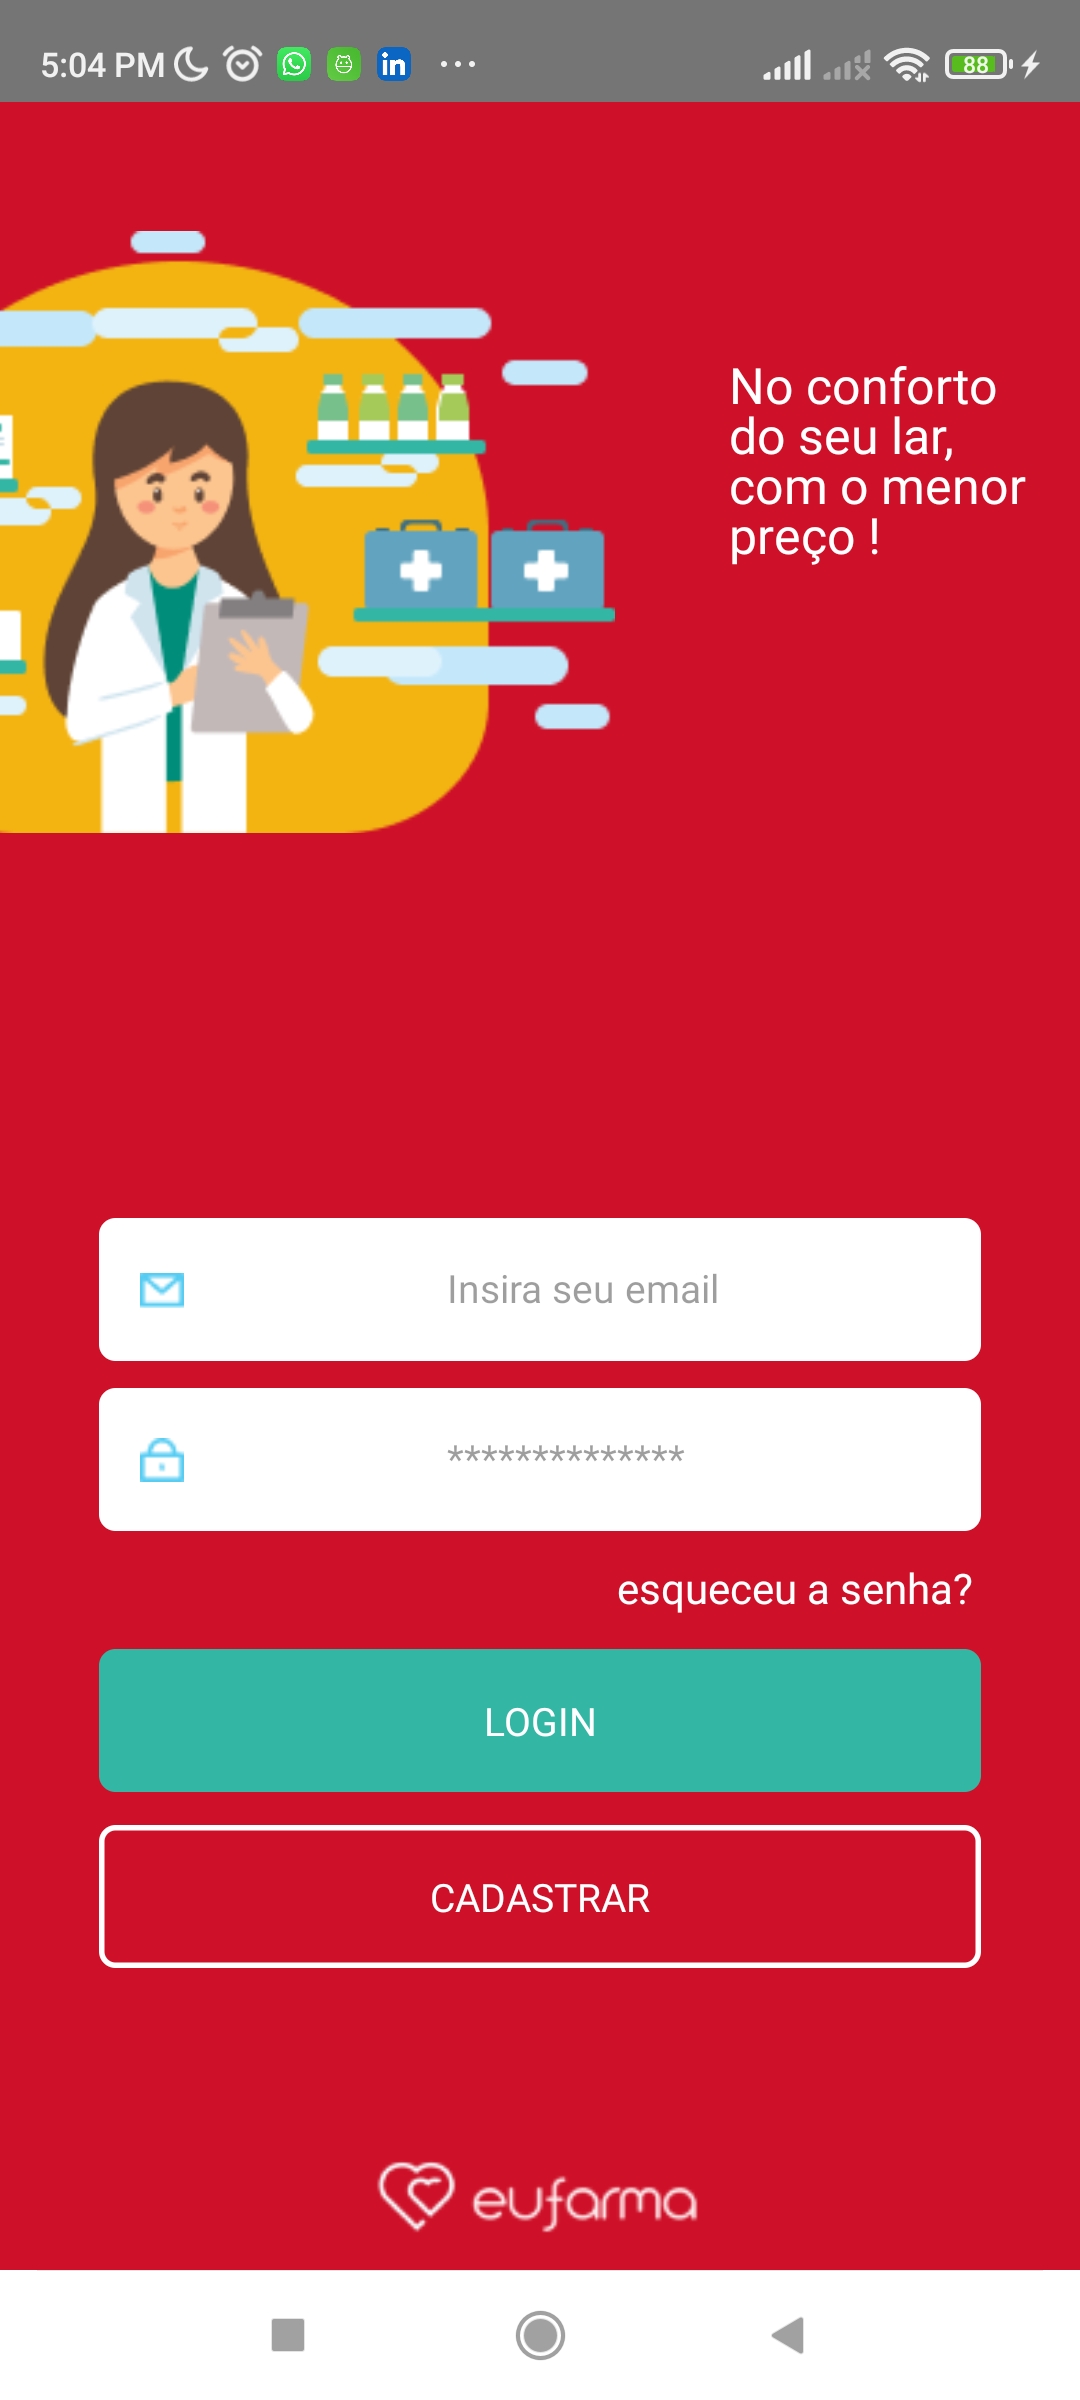 5:04 PM
88
No conforto
do seu lar,
com o menor
preço !
Insira seu email
**************
esqueceu a senha?
LOGIN
CADASTRAR
eufarma